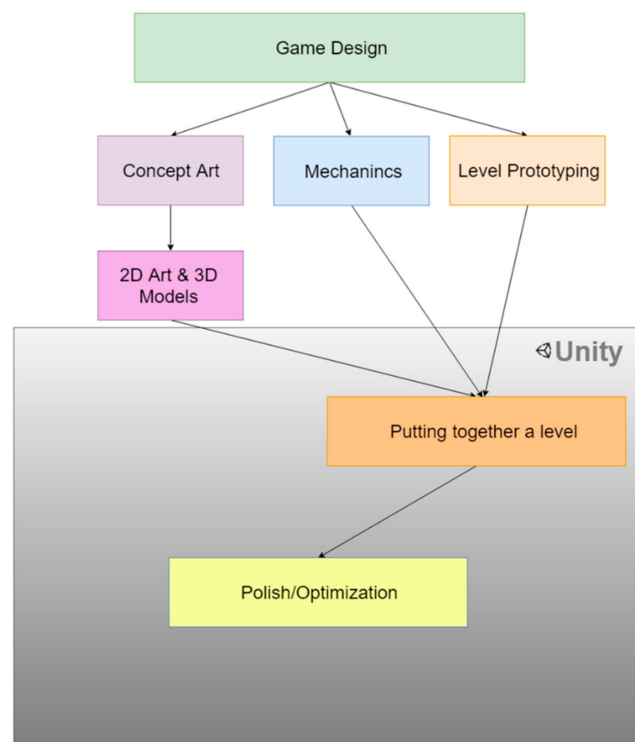 Game Design
Concept Art
Mechanincs
Level Prototyping
2D Art & 3D
Models
Unity
Putting together a level
Polish/Optimization